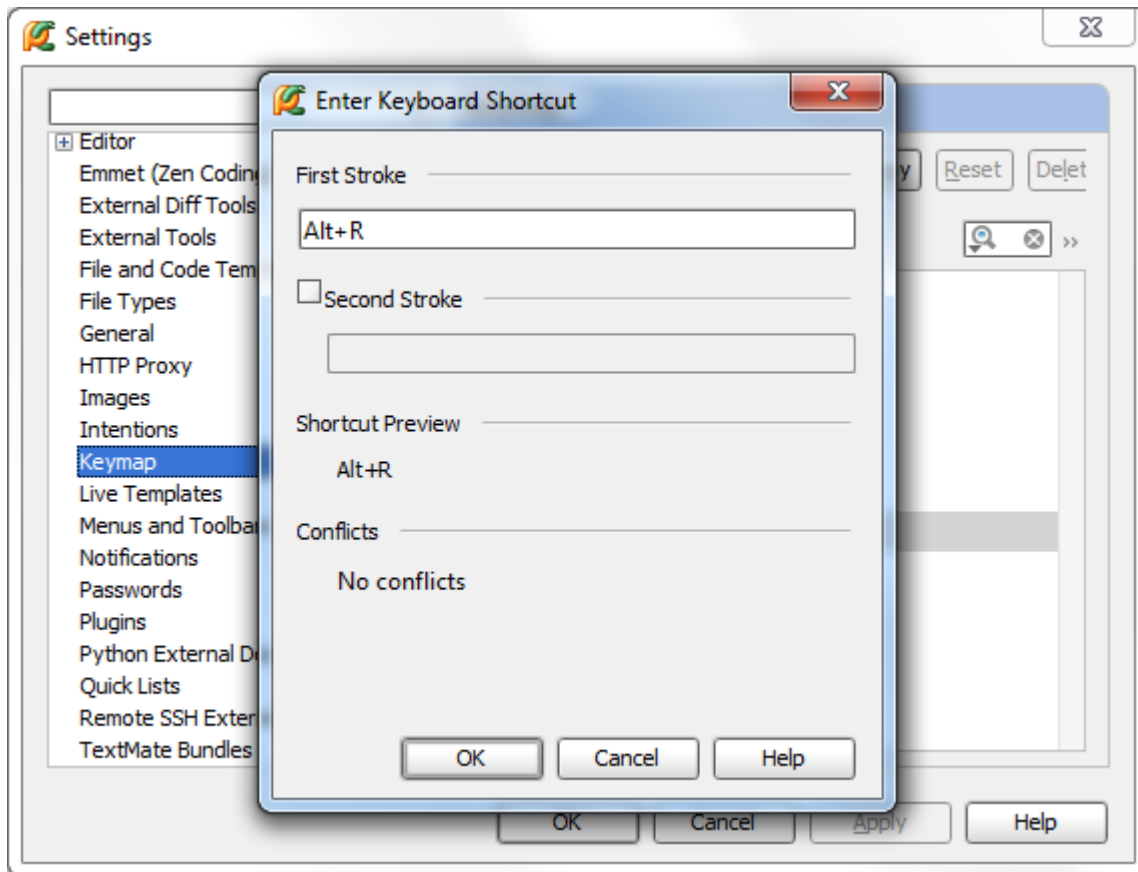 Settings
Enter Keyboard Shortcut
Editor
Emmet (Zen Coding
External Diff Tools
External Tools
File and Code Tem
File Types
General
HTTP Proxy
Images
Intentions
Keymap
Live Templates
Menus and Toolba
Notifications
Passwords
Plugins
Python External D
Quick Lists
Remote SSH Exter
TextMate Bundles
First Stroke
Alt+R
Second Stroke
Shortcut Preview
Alt+R
Conflicts
No conflicts
OK Cancel Help
y Reset Delet
OK Cancel Apply Help